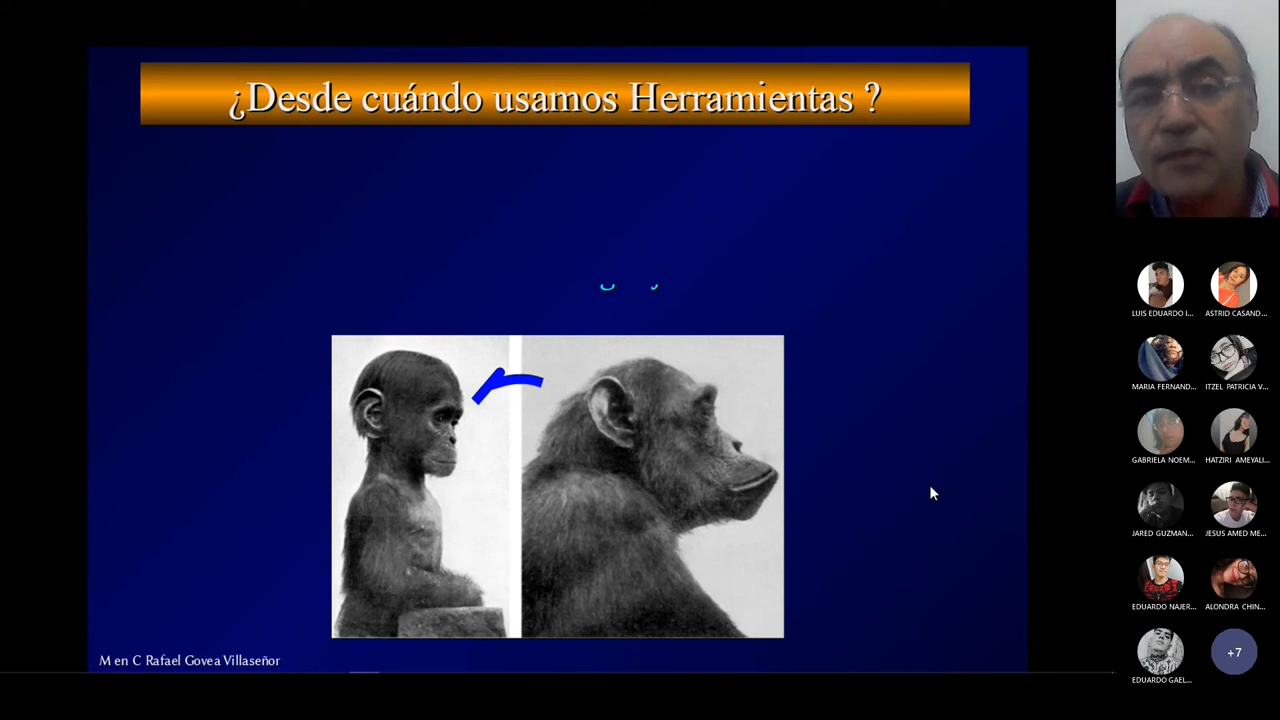 ¿Desde cuándo usamos Herramientas ?
M en C Rafael Govea Villaseñor
LUIS EDUARDO I...
ASTRID CASAND...
MARIA FERNAND...
ITZEL PATRICIA V...
GABRIELA NOEM...
HATZIRI AMEYALI...
JARED GUZMAN...
JESUS AMED ME...
EDUARDO NAJER...
ALONDRA CHIN...
EDUARDO GAEL...
+7